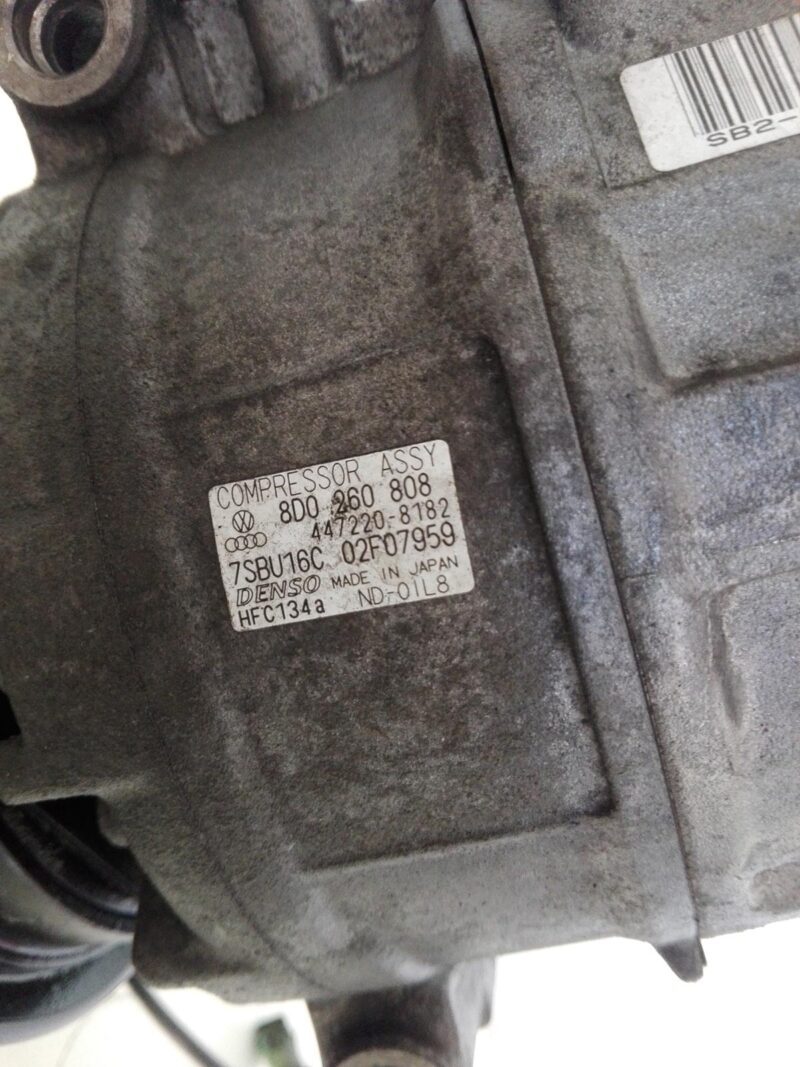 SB2-
COMPRESSOR ASSY
8D0 260 808
447220-8182
7SBU16C 02F07959
DENSO MADE IN JAPAN
HFC134a ND-OIL8